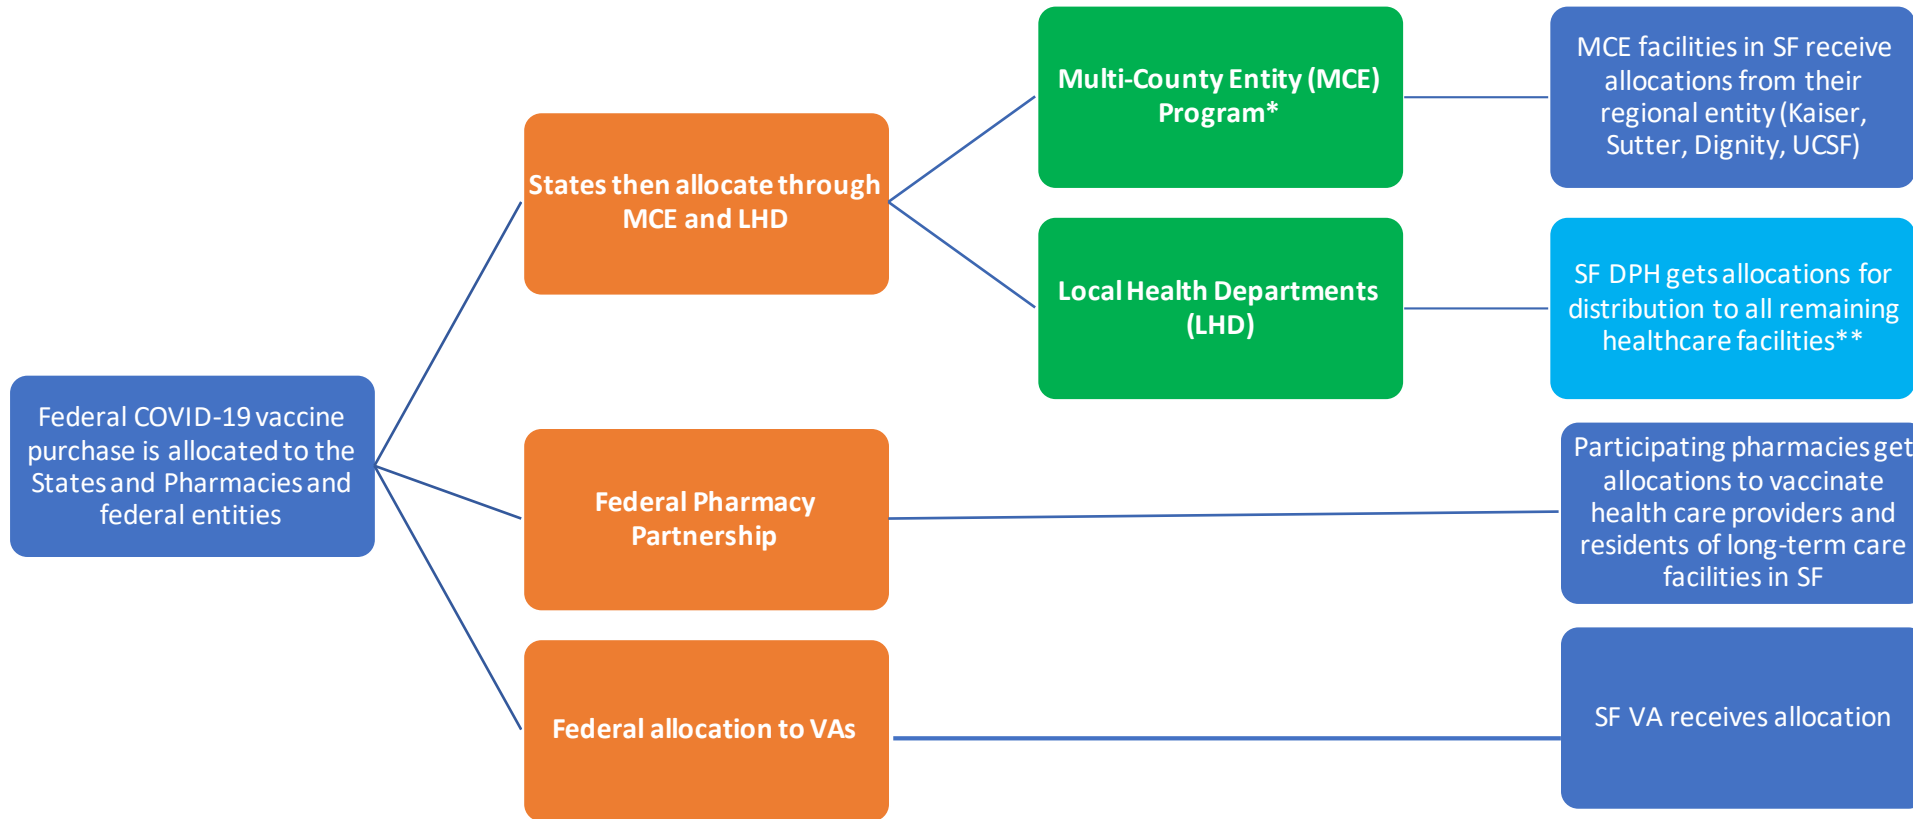 Federal COVID-19 vaccine
purchase is allocated to the
States and Pharmacies and
federal entities
States then allocate through
MCE and LHD
Federal Pharmacy
Partnership
Federal allocation to VAs
Multi-County Entity (MCE)
Program*
Local Health Departments
(LHD)
MCE facilities in SF receive
allocations from their
regional entity (Kaiser,
Sutter, Dignity, UCSF)
SF DPH gets allocations for
distribution to all remaining
healthcare facilities**
Participating pharmacies get
allocations to vaccinate
health care providers and
residents of long-term care
facilities in SF
SF VA receives allocation